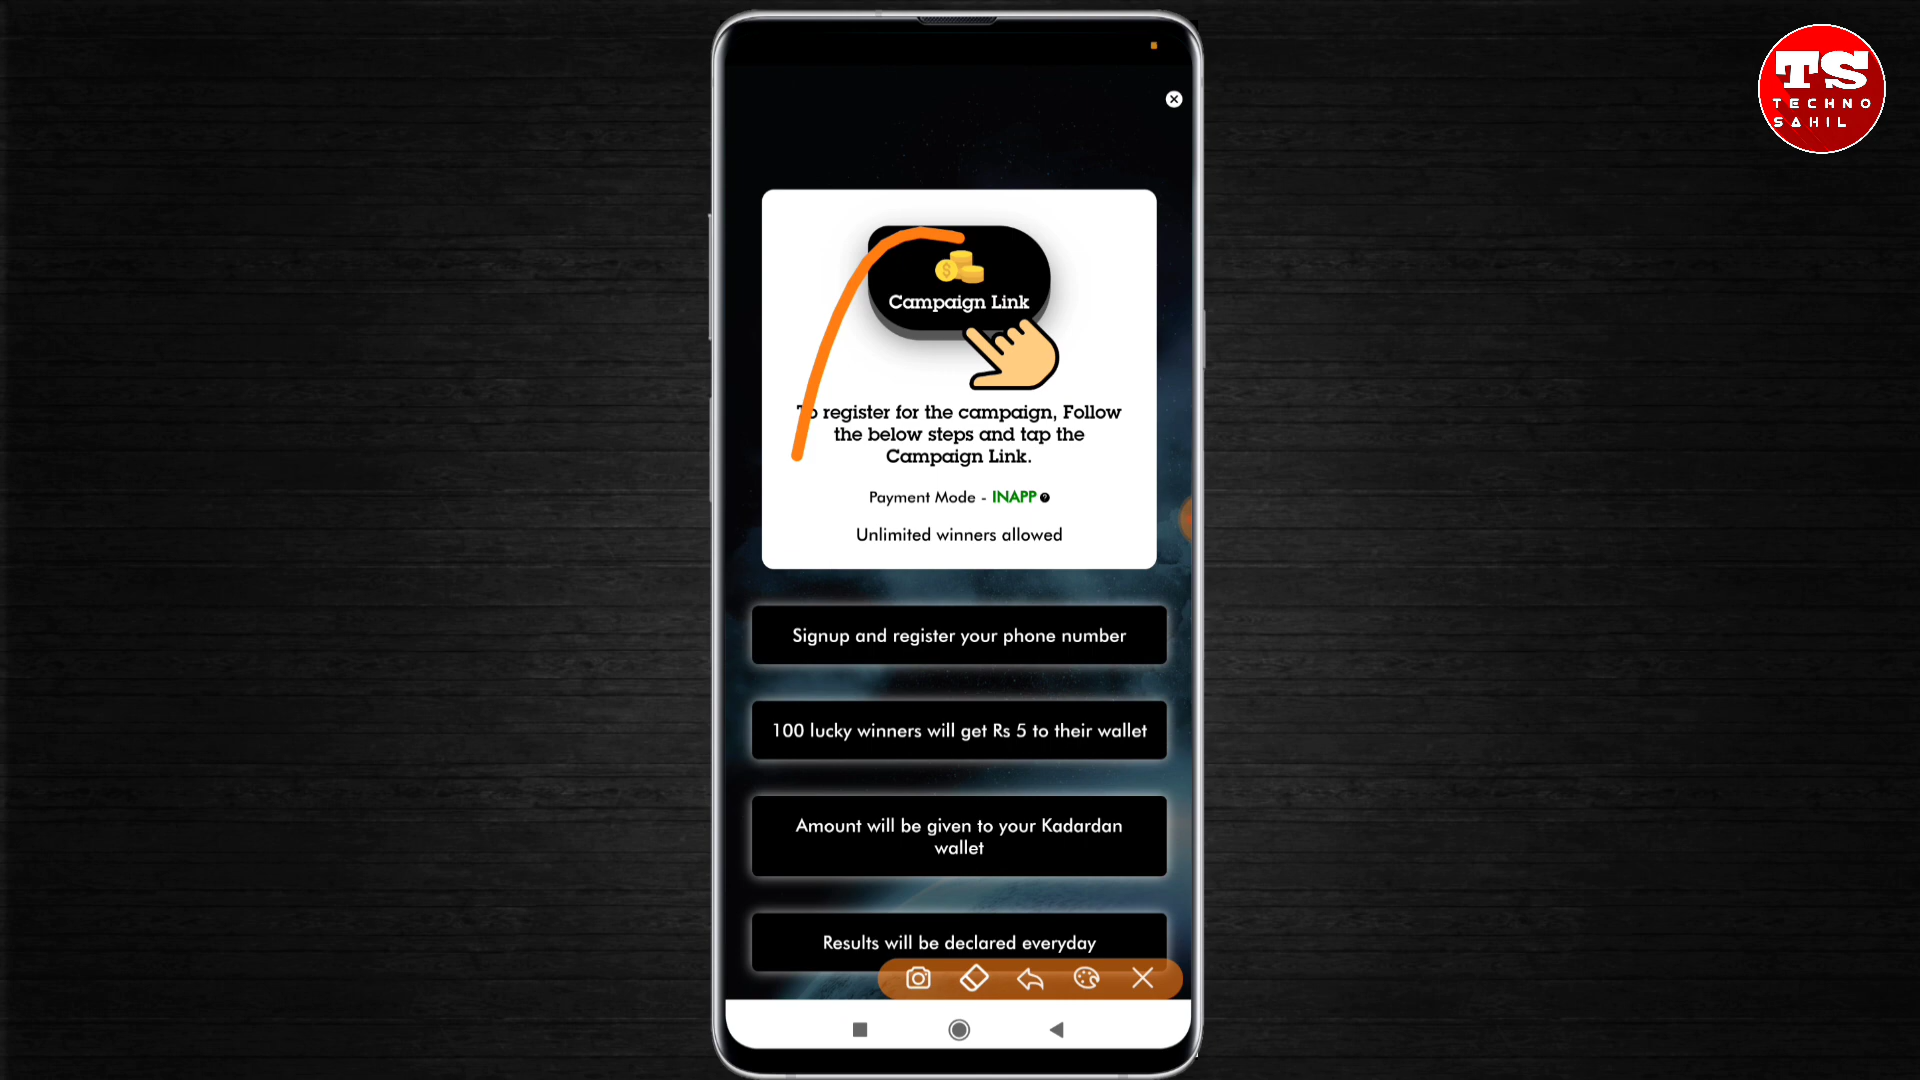 TS
TECHNO
SAHIL
Campaign Link
To register for the campaign, Follow
the below steps and tap the
Campaign Link.
Payment Mode - INAPP ?
Unlimited winners allowed
Signup and register your phone number
100 lucky winners will get Rs 5 to their wallet
Amount will be given to your Kadardan
wallet
Results will be declared everyday